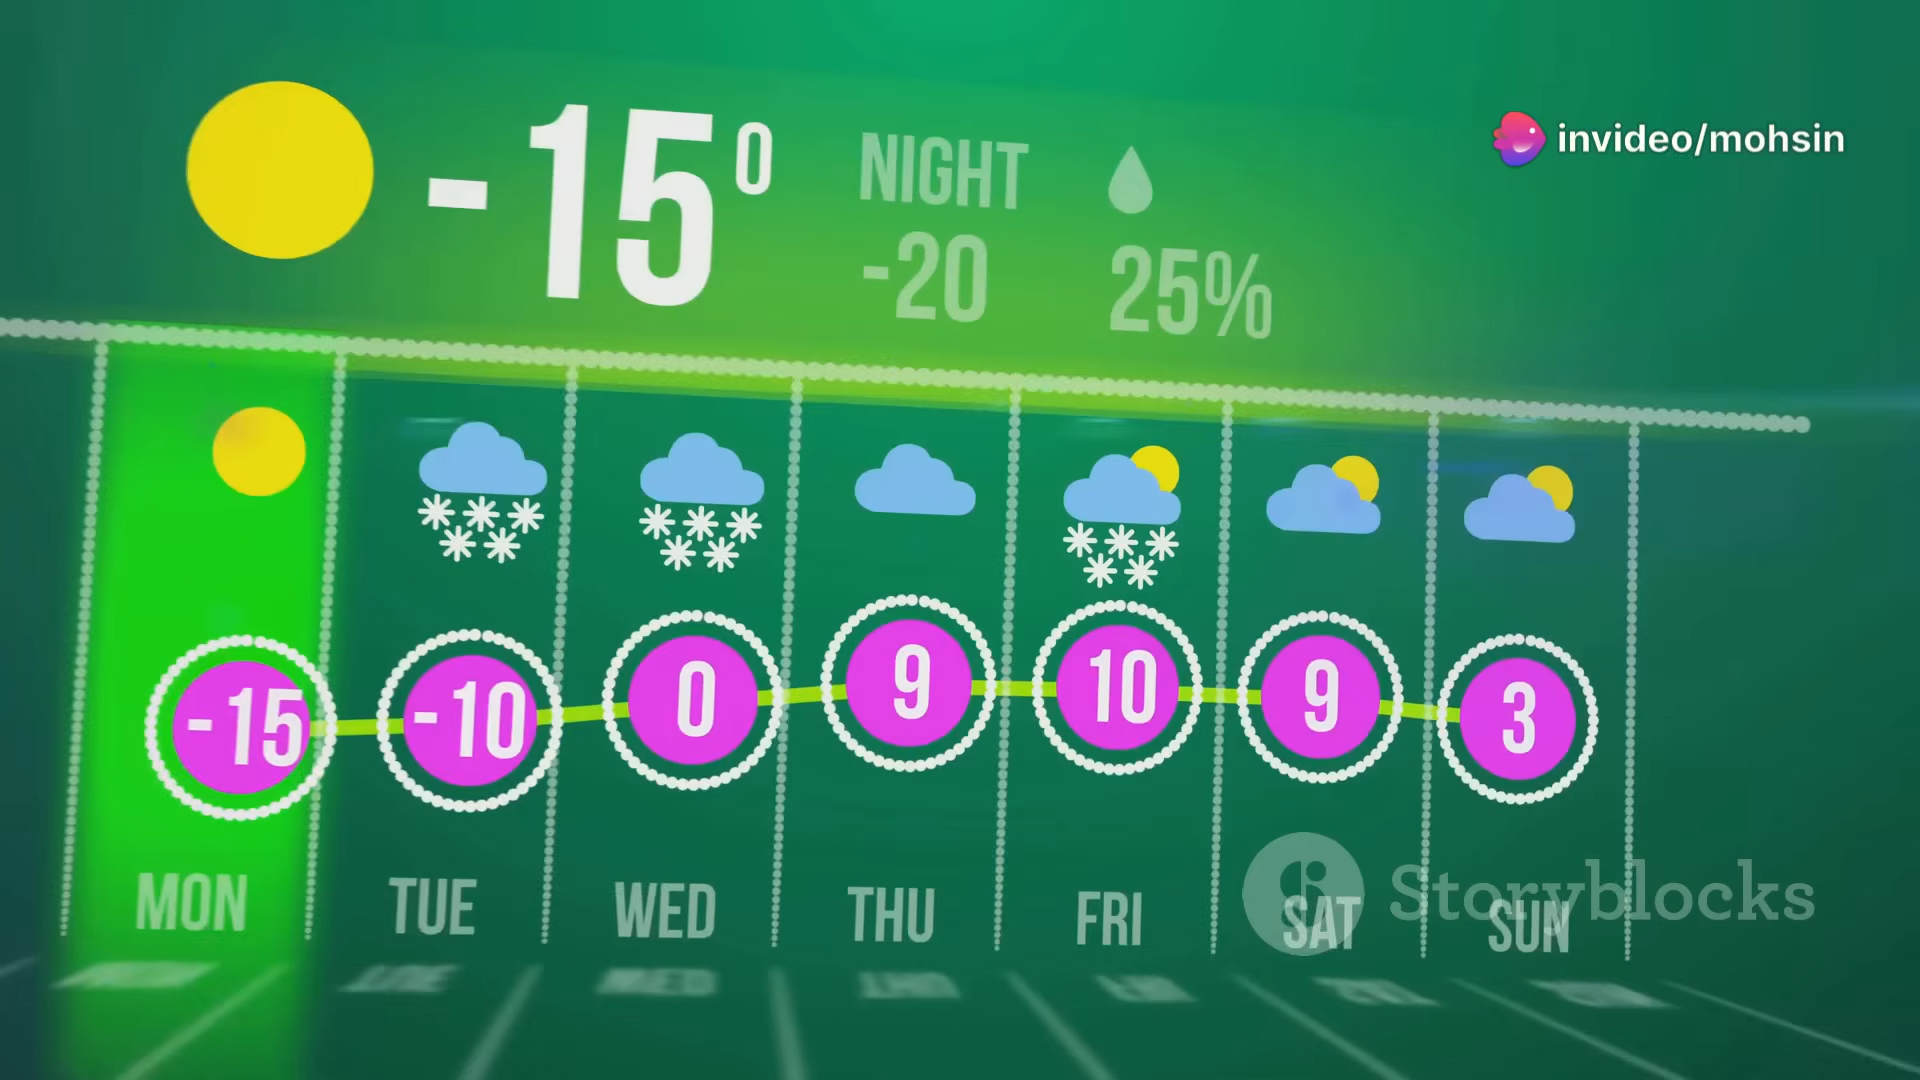 -15°
NIGHT
-20
25%
invideo/mohsin
-15
-10
0
9
10
9
3
MON
TUE
WED
THU
FRI
SAT
SUN
Storyblocks